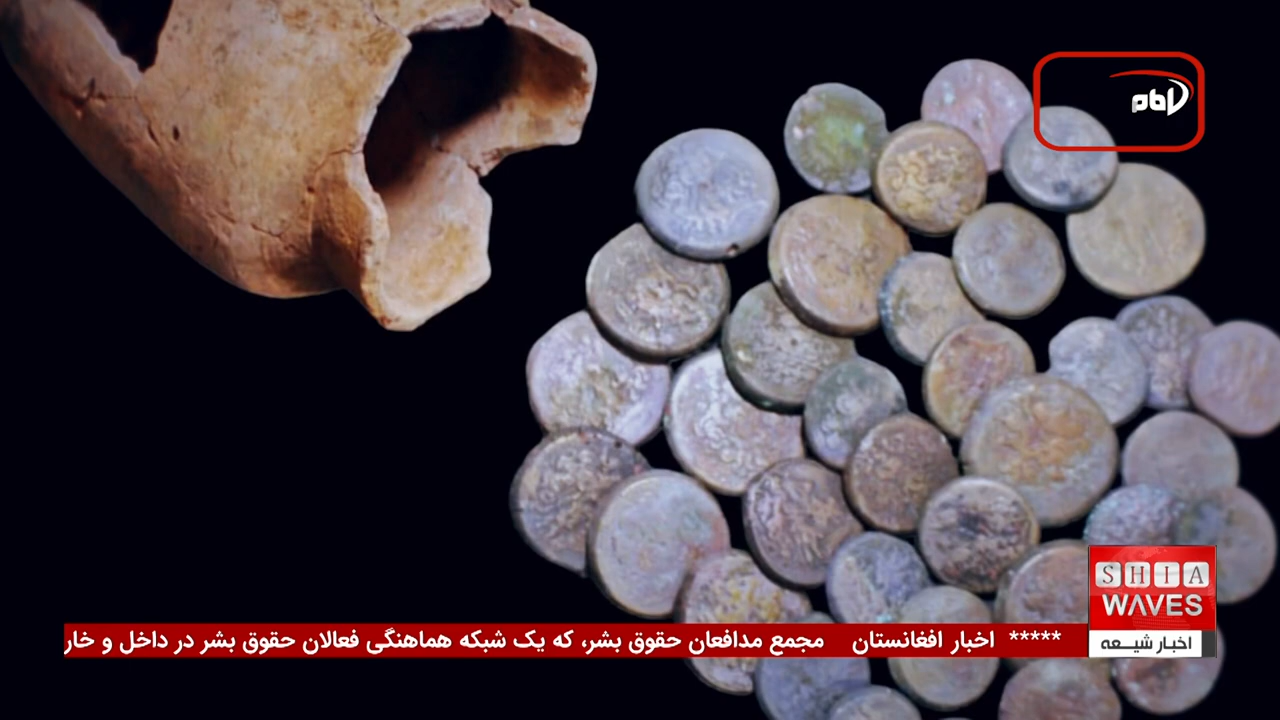 SHIA
WAVES
اخبار شیـــعه
***** اخبار افغانستان مجمع مدافعان حقوق بشر، که یک شبکه هماهنگی فعالان حقوق بشر در داخل و خار